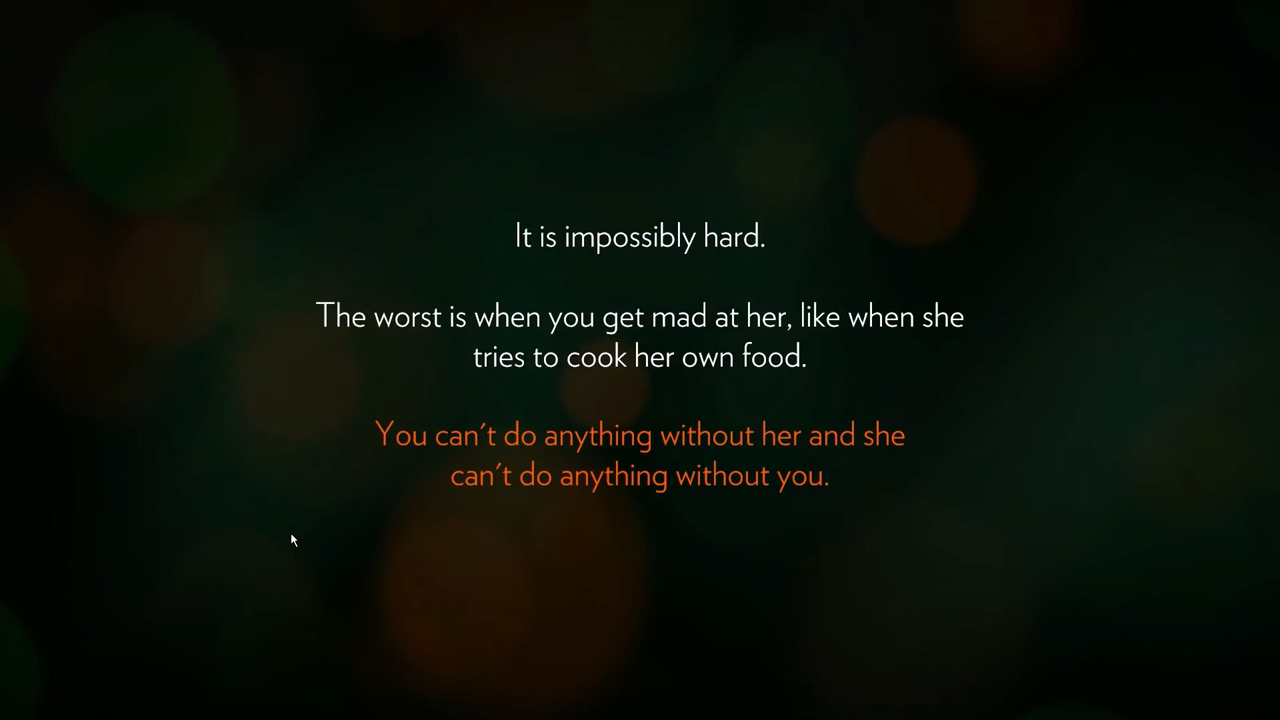 It is impossibly hard.
The worst is when you get mad at her, like when she
tries to cook her own food.
You can't do anything without her and she
can't do anything without you.